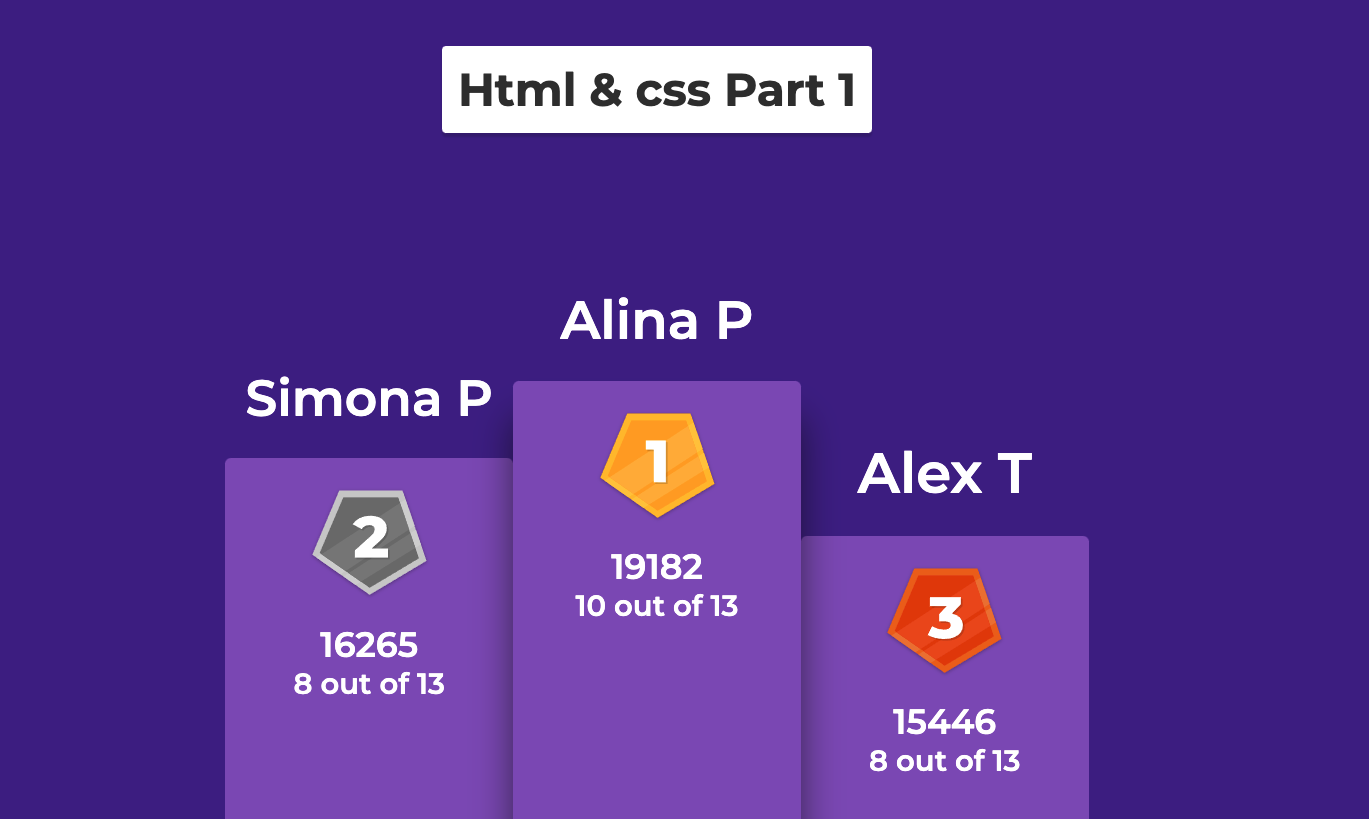 Html & css Part 1
Alina P
1
19182
10 out of 13
Simona P
2
16265
8 out of 13
Alex T
3
15446
8 out of 13